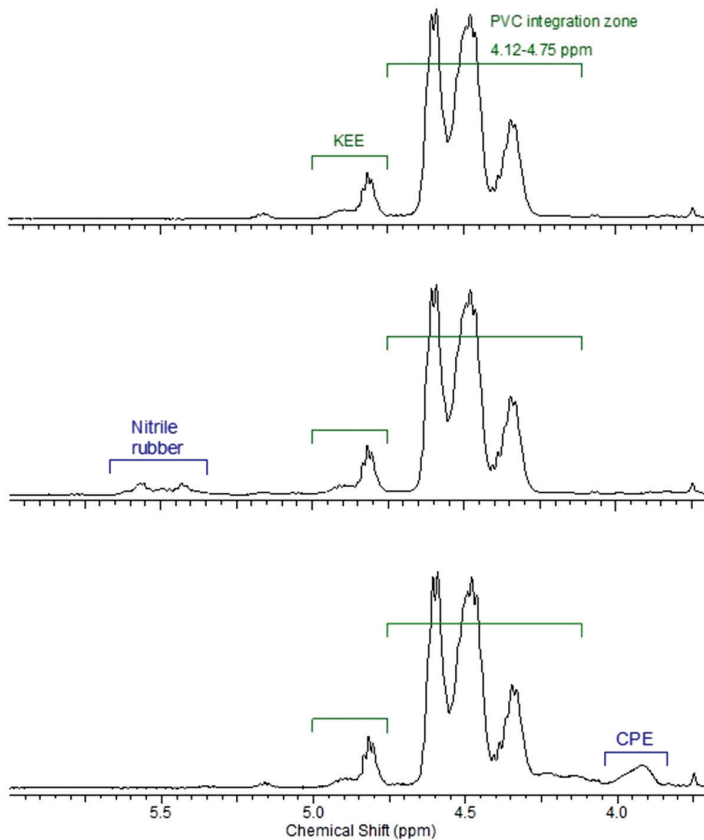 PVC integration zone
4.12-4.75 ppm
KEE
Nitrile
rubber
CPE
5.5 5.0 4.5 4.0
Chemical Shift (ppm)